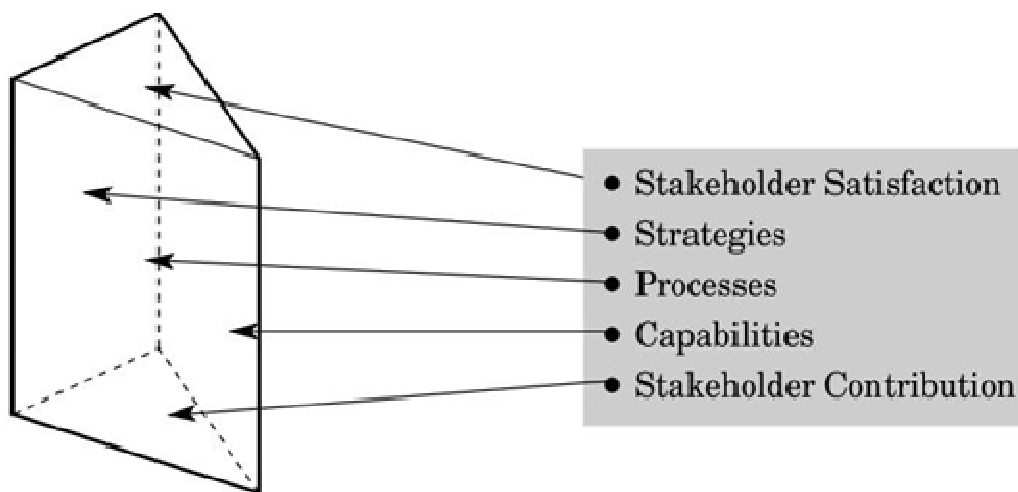 ● Stakeholder Satisfaction
● Strategies
● Processes
● Capabilities
● Stakeholder Contribution